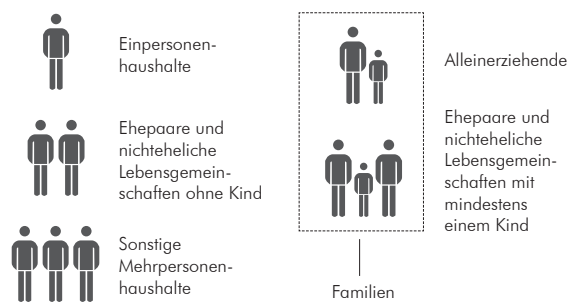 Einpersonen-
haushalte
Ehepaare und
nichteheliche
Lebensgemein-
schaften ohne Kind
Sonstige
Mehrpersonen-
haushalte
Alleinerziehende
Ehepaare und
nichteheliche
Lebensgemein-
schaften mit
mindestens
einem Kind
Familien